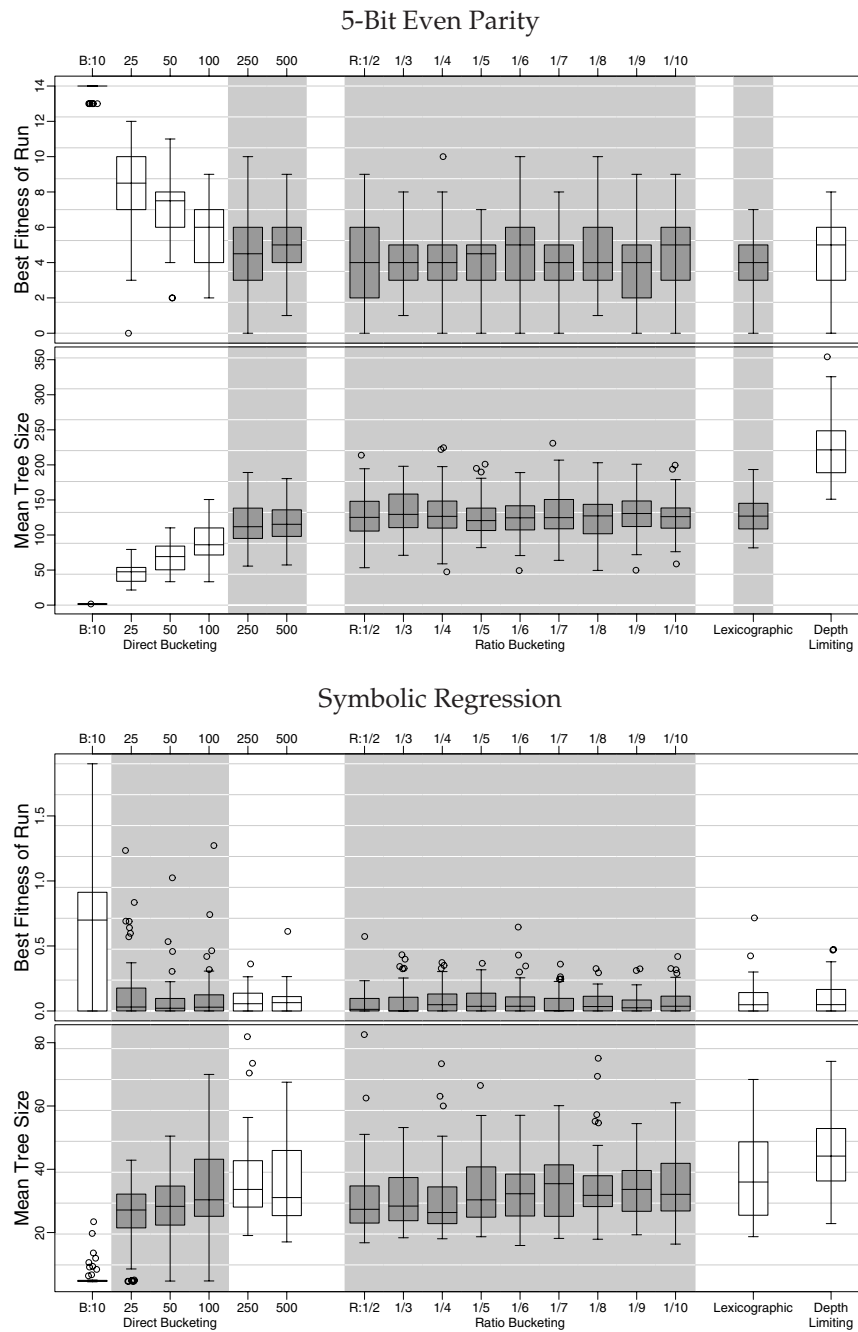 5-Bit Even Parity
B:10 25 50 100 250 500 R:1/2 1/3 1/4 1/5 1/6 1/7 1/8 1/9 1/10
Best Fitness of Run
14
12
10
8
6
4
2
0
Mean Tree Size
350
300
250
200
150
100
50
0
B:10 25 50 100 250 500 R:1/2 1/3 1/4 1/5 1/6 1/7 1/8 1/9 1/10 Lexicographic Depth
Direct Bucketing Ratio Bucketing Limiting
Symbolic Regression
B:10 25 50 100 250 500 R:1/2 1/3 1/4 1/5 1/6 1/7 1/8 1/9 1/10
Best Fitness of Run
1.5
1.0
0.5
0.0
Mean Tree Size
80
60
40
20
B:10 25 50 100 250 500 R:1/2 1/3 1/4 1/5 1/6 1/7 1/8 1/9 1/10 Lexicographic Depth
Direct Bucketing Ratio Bucketing Limiting